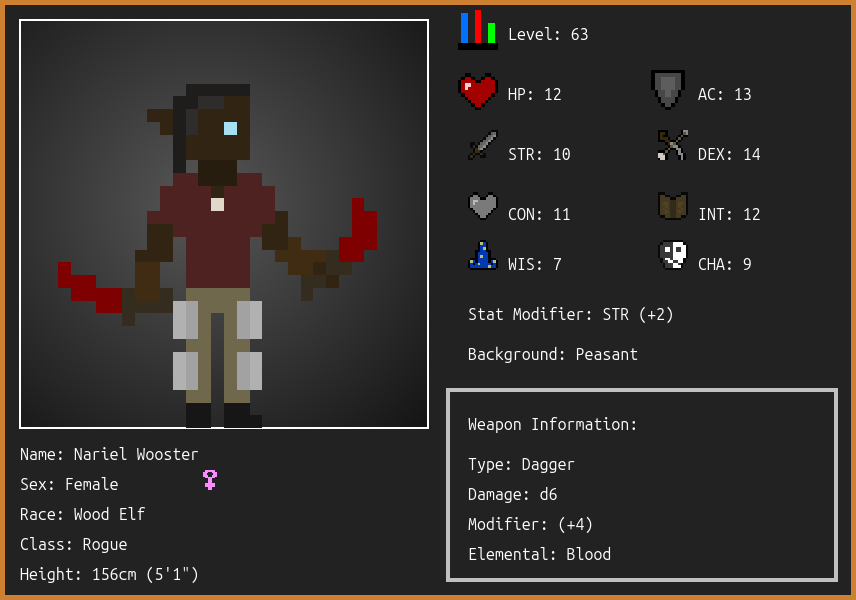 Level: 63
HP: 12
AC: 13
STR: 10
DEX: 14
CON: 11
INT: 12
WIS: 7
CHA: 9
Stat Modifier: STR (+2)
Background: Peasant
Weapon Information:
Type: Dagger
Damage: d6
Modifier: (+4)
Elemental: Blood
Name: Nariel Wooster
Sex: Female
Race: Wood Elf
Class: Rogue
Height: 156cm (5'1")